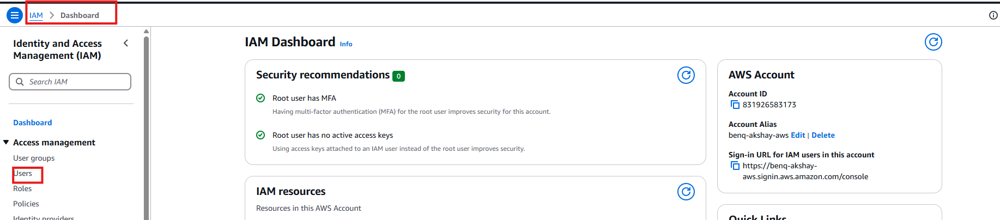 IAM > Dashboard
Identity and Access
Management (IAM)
Search IAM
Dashboard
Access management
User groups
Users
Roles
Policies
Identity providers
IAM Dashboard Info
Security recommendations 0
Root user has MFA
Having multi-factor authentication (MFA) for the root user improves security for this account.
Root user has no active access keys
Using access keys attached to an IAM user instead of the root user improves security.
IAM resources
Resources in this AWS Account
AWS Account
Account ID
831926583173
Account Alias
benq-akshay-aws Edit | Delete
Sign-in URL for IAM users in this account
https://benq-akshay-
aws.signin.aws.amazon.com/console
Quick Links